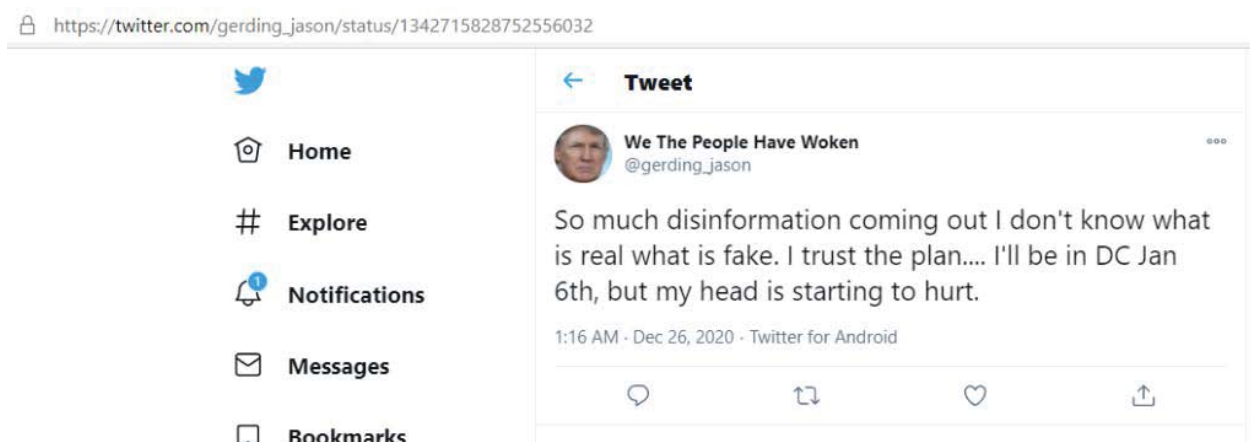 https://twitter.com/gerding_jason/status/1342715828752556032
Tweet
We The People Have Woken
@gerding_jason
Home
Explore
1
Notifications
Messages
Bookmarks
So much disinformation coming out I don't know what
is real what is fake. I trust the plan.... I'll be in DC Jan
6th, but my head is starting to hurt.
1:16 AM · Dec 26, 2020 · Twitter for Android